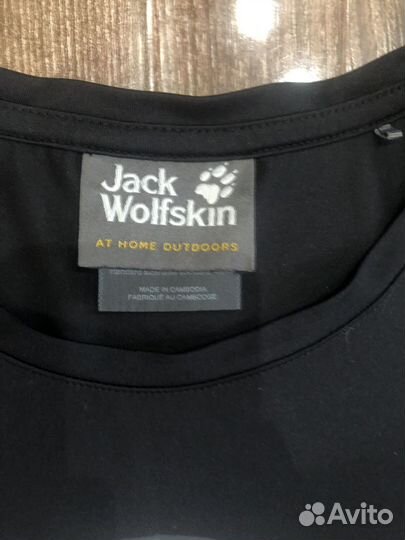 Jack
Wolfskin
AT HOME OUTDOORS
MADE IN CAMBODIA
FABRIQUÉ AU CAMBODGE
Avito